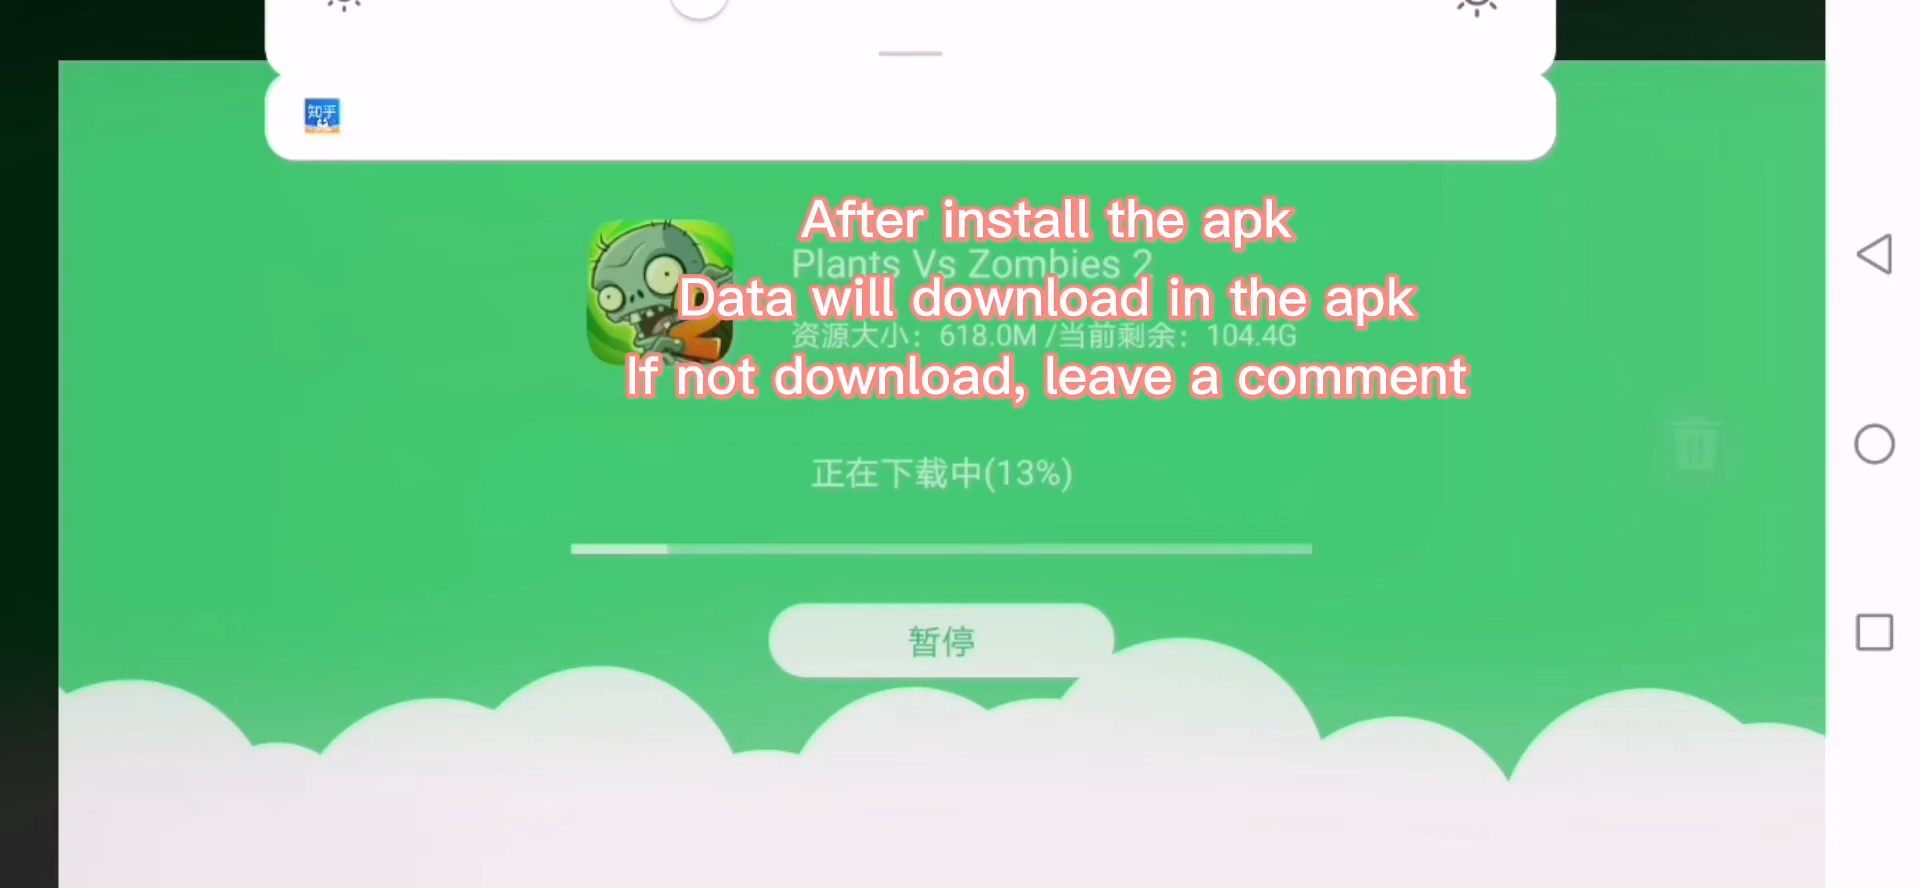 知乎
After install the apk
Plants Vs Zombies 2
Data will download in the apk
资源大小：618.0M /当前剩余：104.4G
If not download, leave a comment
正在下载中(13%)
暂停